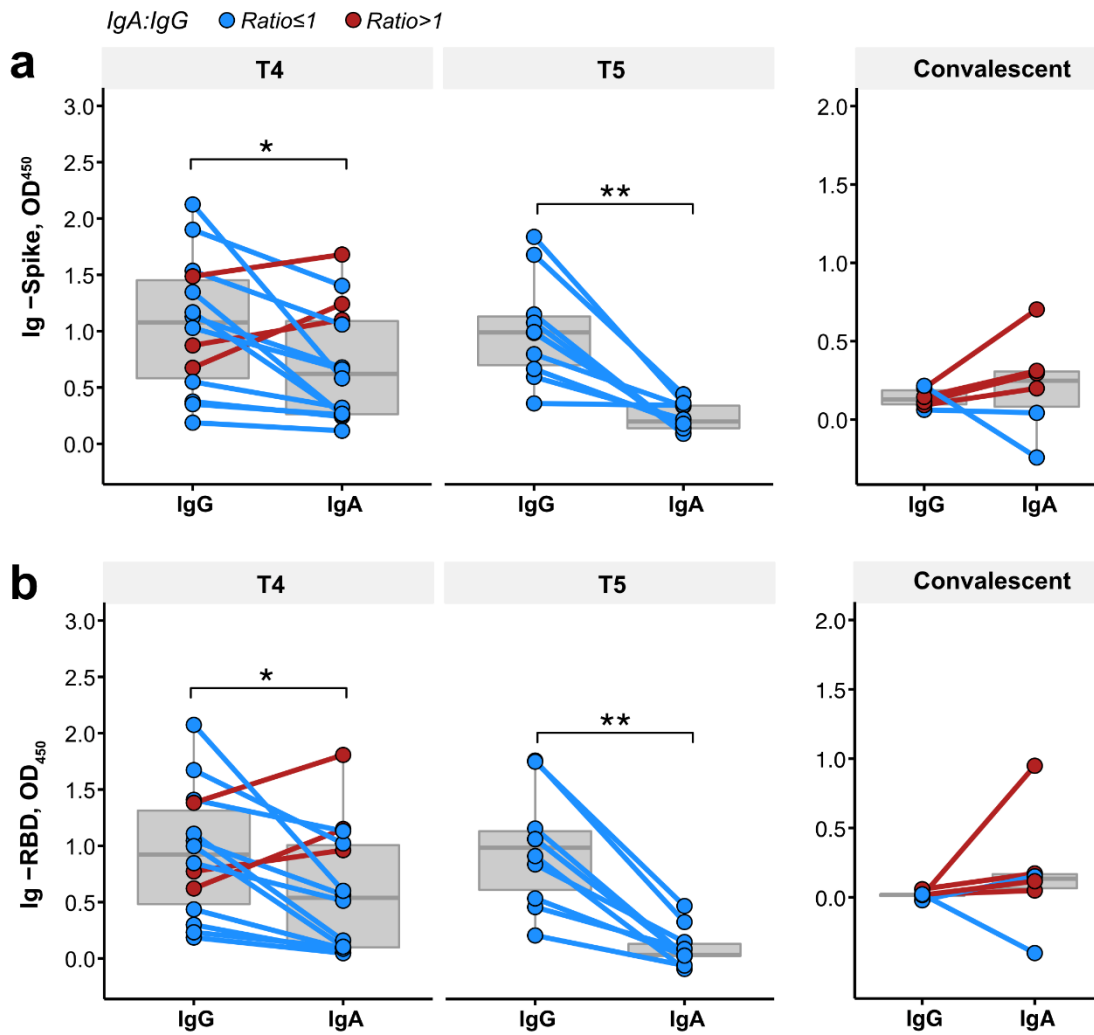 IgA:IgG Ratio≤1 Ratio>1
a
T4 T5 Convalescent
Ig −Spike, OD⁴⁵⁰
3.0
2.5
2.0
1.5
1.0
0.5
0.0
* **
2.0
1.5
1.0
0.5
0.0
IgG IgA IgG IgA IgG IgA
b
T4 T5 Convalescent
Ig −RBD, OD₄₅₀
3.0
2.5
2.0
1.5
1.0
0.5
0.0
* **
2.0
1.5
1.0
0.5
0.0
IgG IgA IgG IgA IgG IgA